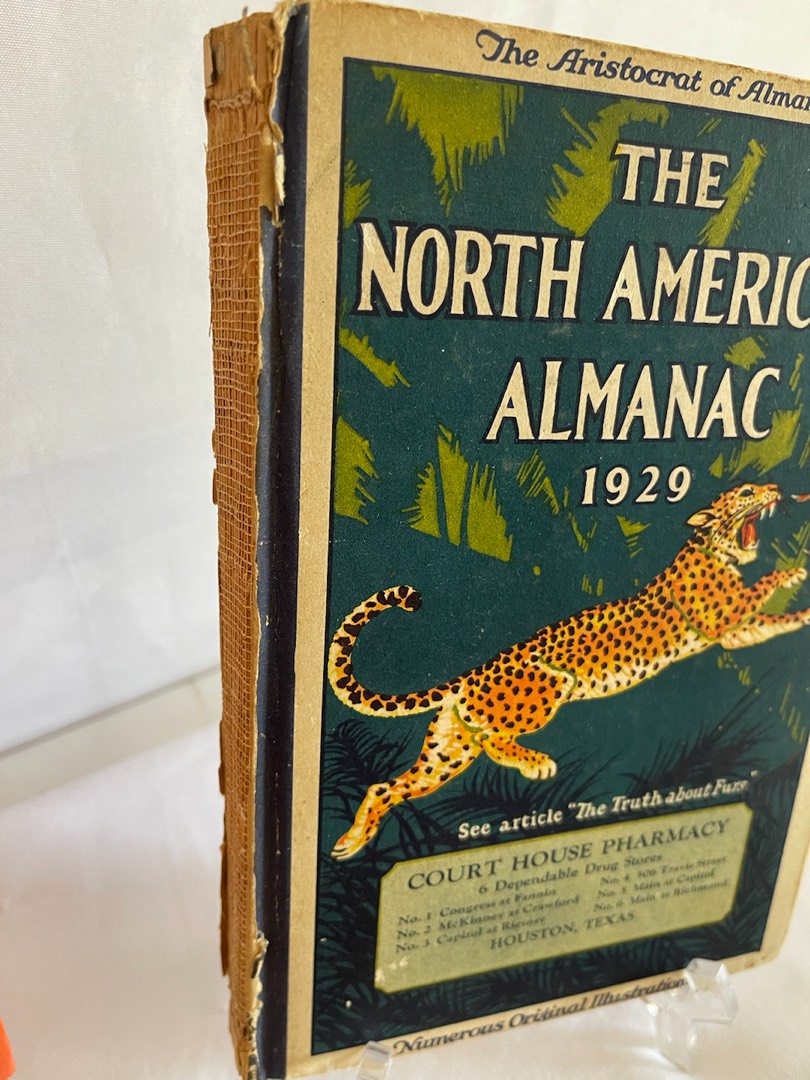 The Aristocrat of Alma
THE
NORTH AMERIC
ALMANAC
1929
See article "The Truth about Furs"
COURT HOUSE PHARMACY
6 Dependable Drug Stores
No. 1 Congress at Fannin
No. 2 McKinney at Crawford
No. 3 Capitol at Riesner
No. 4 506 Travis Street
No. 5 Main at Capitol
No. 6 Main at Richmond
HOUSTON, TEXAS
Numerous Original Illustration